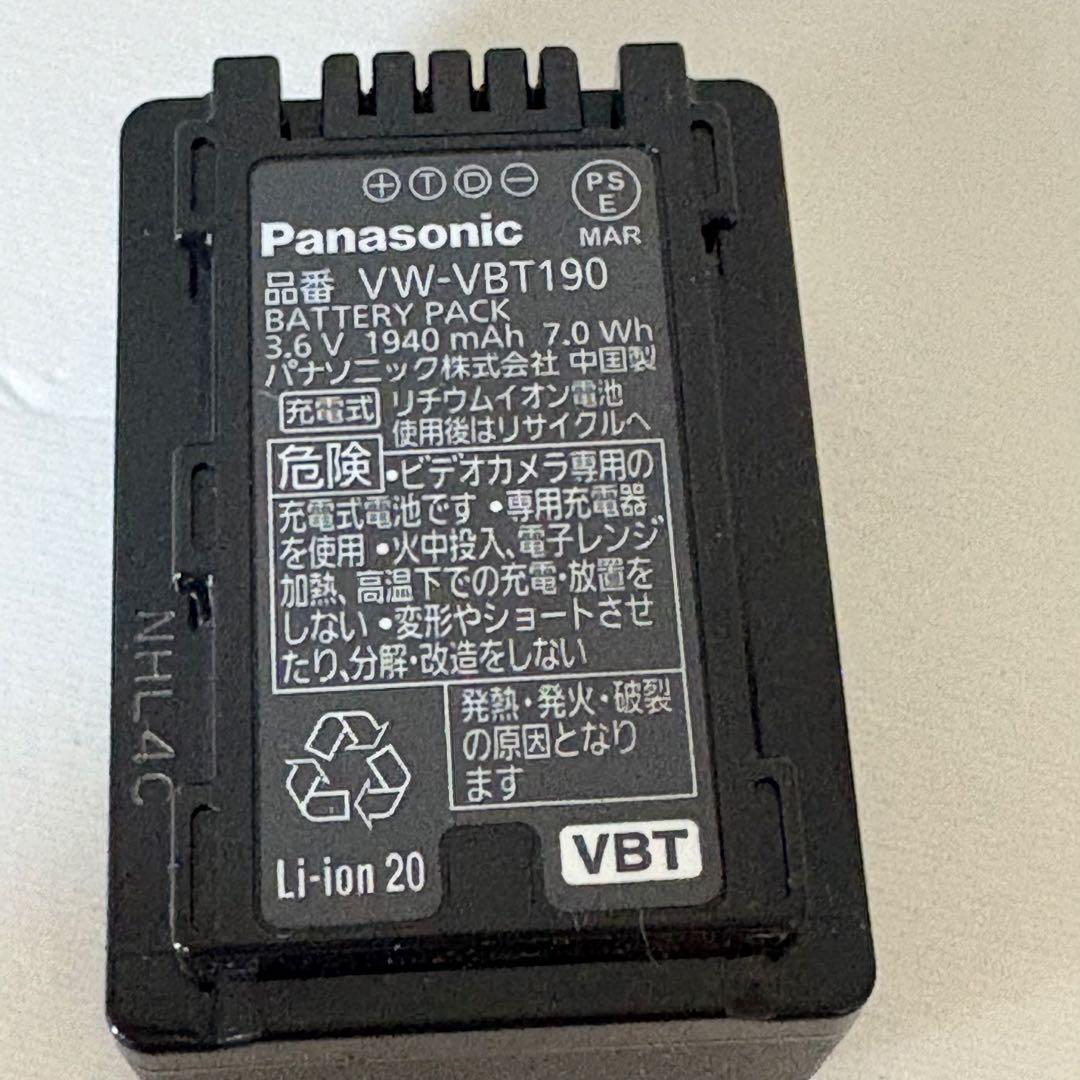 + T D −
PS
E
MAR
Panasonic
品番 VW-VBT190
BATTERY PACK
3.6 V 1940 mAh 7.0 Wh
パナソニック株式会社 中国製
充電式 リチウムイオン電池
使用後はリサイクルへ
危険 •ビデオカメラ専用の
充電式電池です •専用充電器
を使用 •火中投入、電子レンジ
加熱、高温下での充電・放置を
しない •変形やショートさせ
たり、分解・改造をしない
発熱・発火・破裂
の原因となり
ます
Li-ion 20
VBT
NHL4C